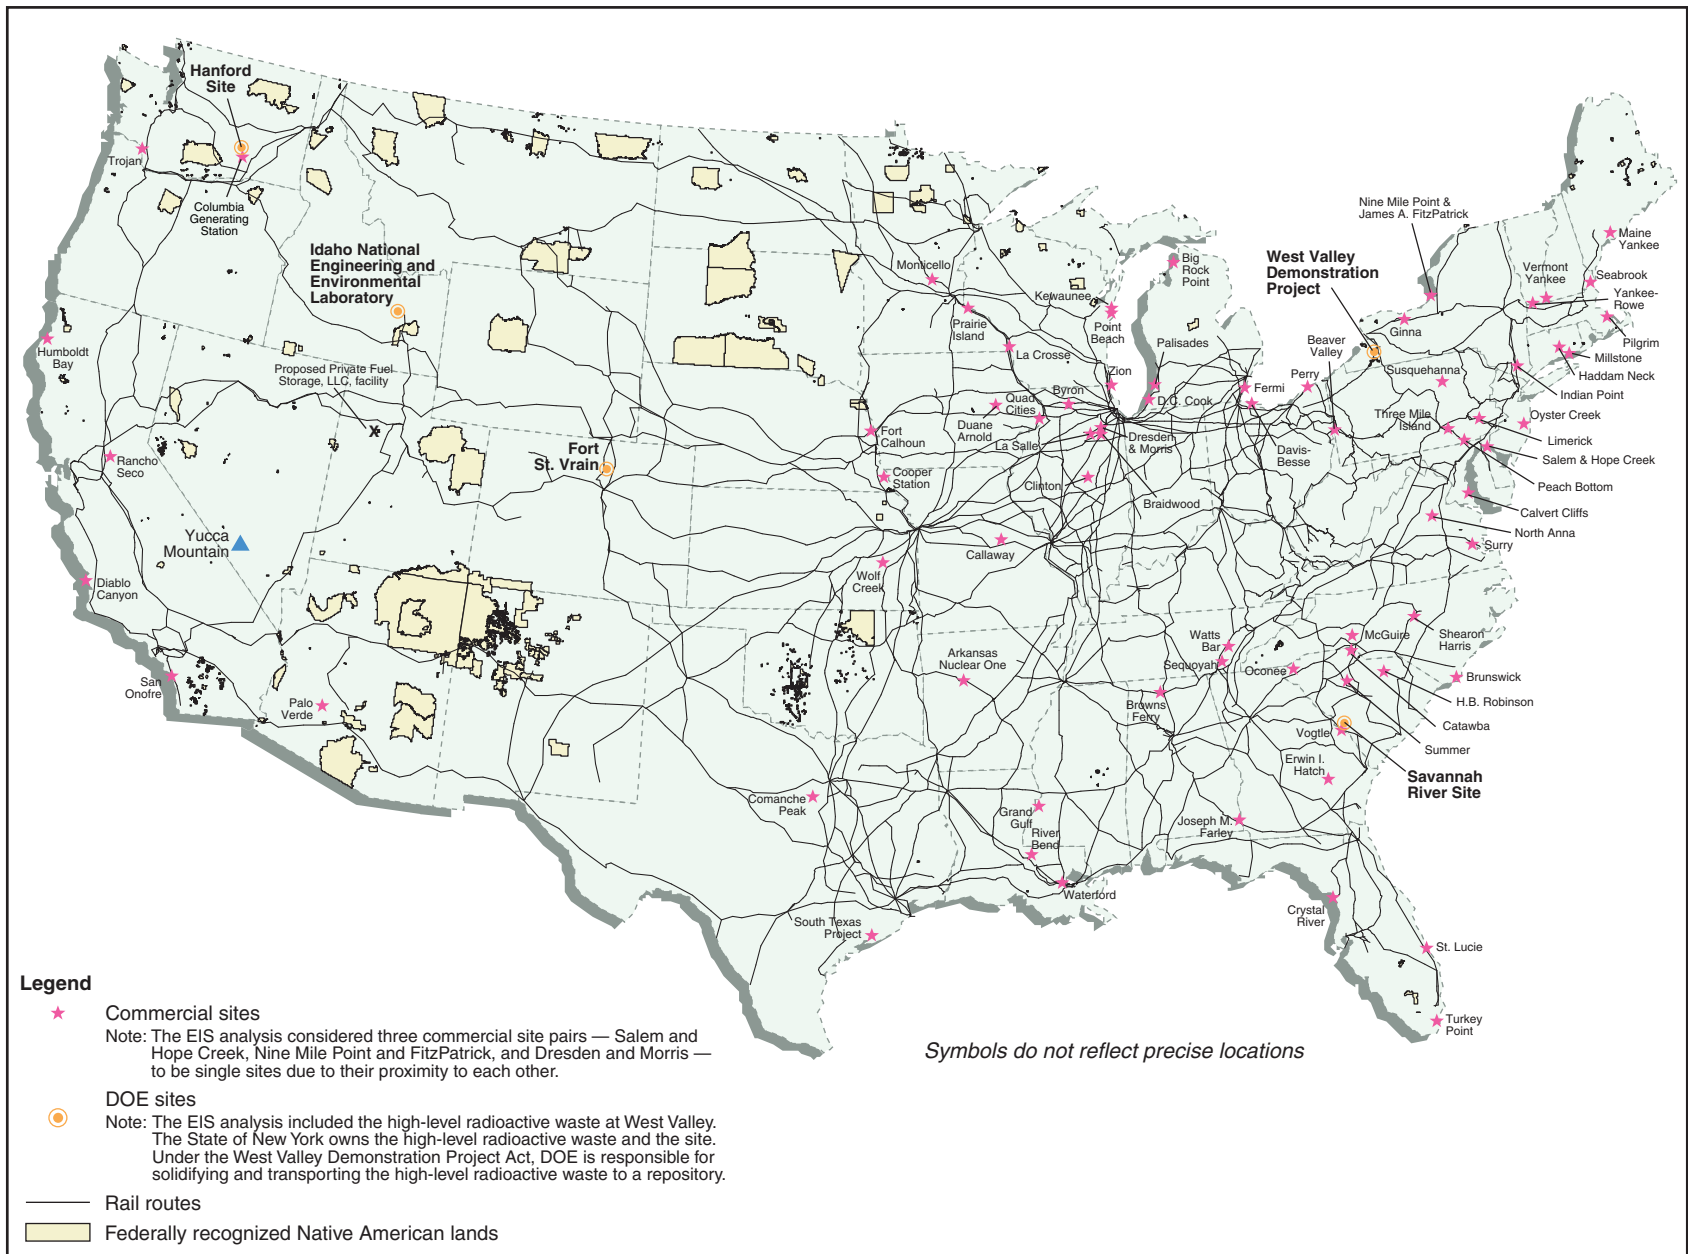 Hanford
Site
Trojan
Columbia
Generating
Station
Idaho National
Engineering and
Environmental
Laboratory
Humboldt
Bay
Proposed Private Fuel
Storage, LLC, facility
X
Rancho
Seco
Fort
St. Vrain
Yucca
Mountain
Diablo
Canyon
San
Onofre
Palo
Verde
Monticello
Prairie
Island
La Crosse
Kewaunee
Point
Beach
Big
Rock
Point
Palisades
Zion
D.C. Cook
Byron
Quad
Cities
Duane
Arnold
La Salle
Dresden
& Morris
Fort
Calhoun
Cooper
Station
Clinton
Braidwood
Callaway
Wolf
Creek
Arkansas
Nuclear One
Comanche
Peak
South Texas
Project
Grand
Gulf
River
Bend
Waterford
Nine Mile Point &
James A. FitzPatrick
West Valley
Demonstration
Project
Maine
Yankee
Vermont
Yankee
Seabrook
Yankee-
Rowe
Pilgrim
Millstone
Haddam Neck
Indian Point
Ginna
Beaver
Valley
Susquehanna
Perry
Fermi
Three Mile
Island
Davis-
Besse
Oyster Creek
Limerick
Salem & Hope Creek
Peach Bottom
Calvert Cliffs
North Anna
Surry
Watts
Bar
Sequoyah
Oconee
McGuire
Shearon
Harris
Brunswick
H.B. Robinson
Catawba
Summer
Browns
Ferry
Vogtle
Savannah
River Site
Erwin I.
Hatch
Joseph M.
Farley
Crystal
River
St. Lucie
Turkey
Point
Symbols do not reflect precise locations
Legend
Commercial sites
Note: The EIS analysis considered three commercial site pairs — Salem and
Hope Creek, Nine Mile Point and FitzPatrick, and Dresden and Morris —
to be single sites due to their proximity to each other.
DOE sites
Note: The EIS analysis included the high-level radioactive waste at West Valley.
The State of New York owns the high-level radioactive waste and the site.
Under the West Valley Demonstration Project Act, DOE is responsible for
solidifying and transporting the high-level radioactive waste to a repository.
Rail routes
Federally recognized Native American lands